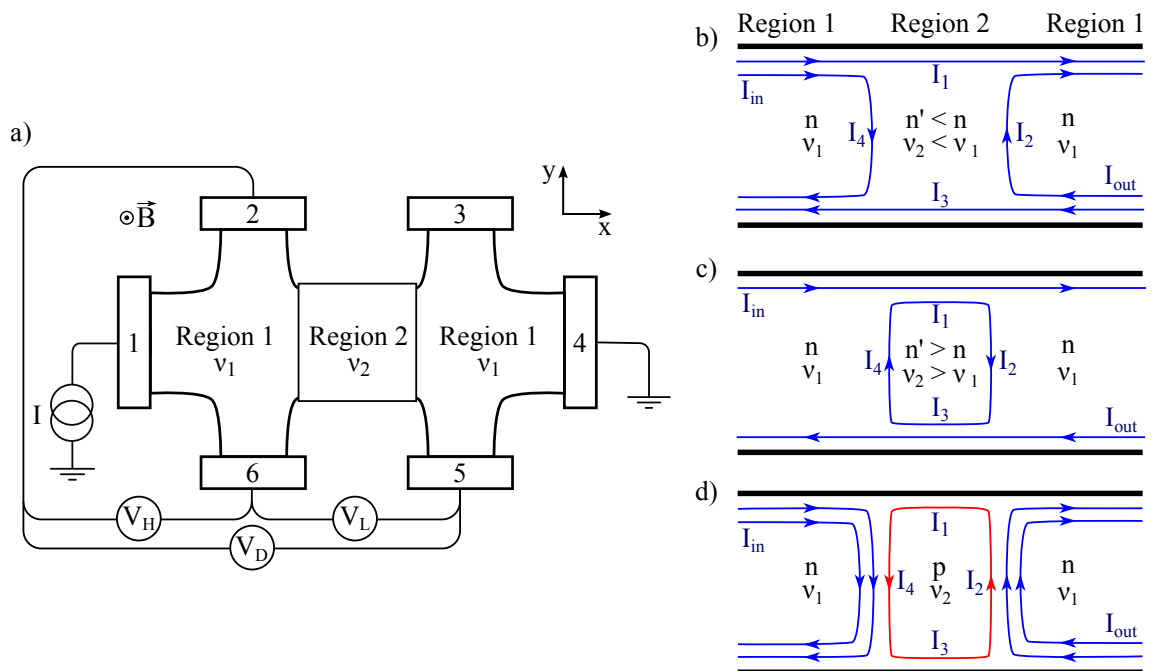 a)
B
y
x
1
2
3
4
5
6
Region 1
ν1
Region 2
ν2
Region 1
ν1
I
VH
VL
VD
b)
Region 1 Region 2 Region 1
I1
Iin
n
ν1
I4
n' < n
ν2 < ν1
I2
n
ν1
Iout
I3
c)
Iin
I1
n
ν1
I4
n' > n
ν2 > ν1
I2
n
ν1
I3
Iout
d)
Iin
I1
n
ν1
I4
p
ν2
I2
n
ν1
I3
Iout